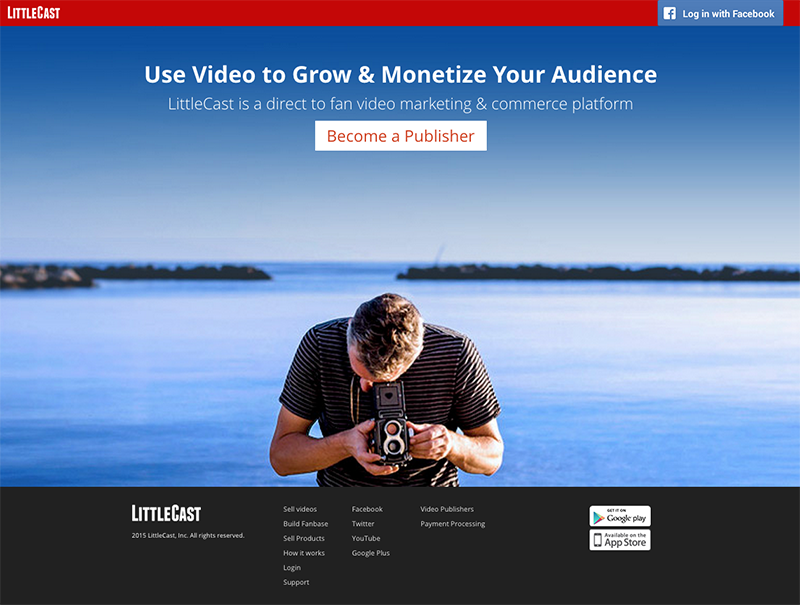 LITTLECAST
Log in with Facebook
Use Video to Grow & Monetize Your Audience
LittleCast is a direct to fan video marketing & commerce platform
Become a Publisher
LITTLECAST
2015 LittleCast, Inc. All rights reserved.
Sell videos
Build Fanbase
Sell Products
How it works
Login
Support
Facebook
Twitter
YouTube
Google Plus
Video Publishers
Payment Processing
GET IT ON
Google play
Available on the
App Store